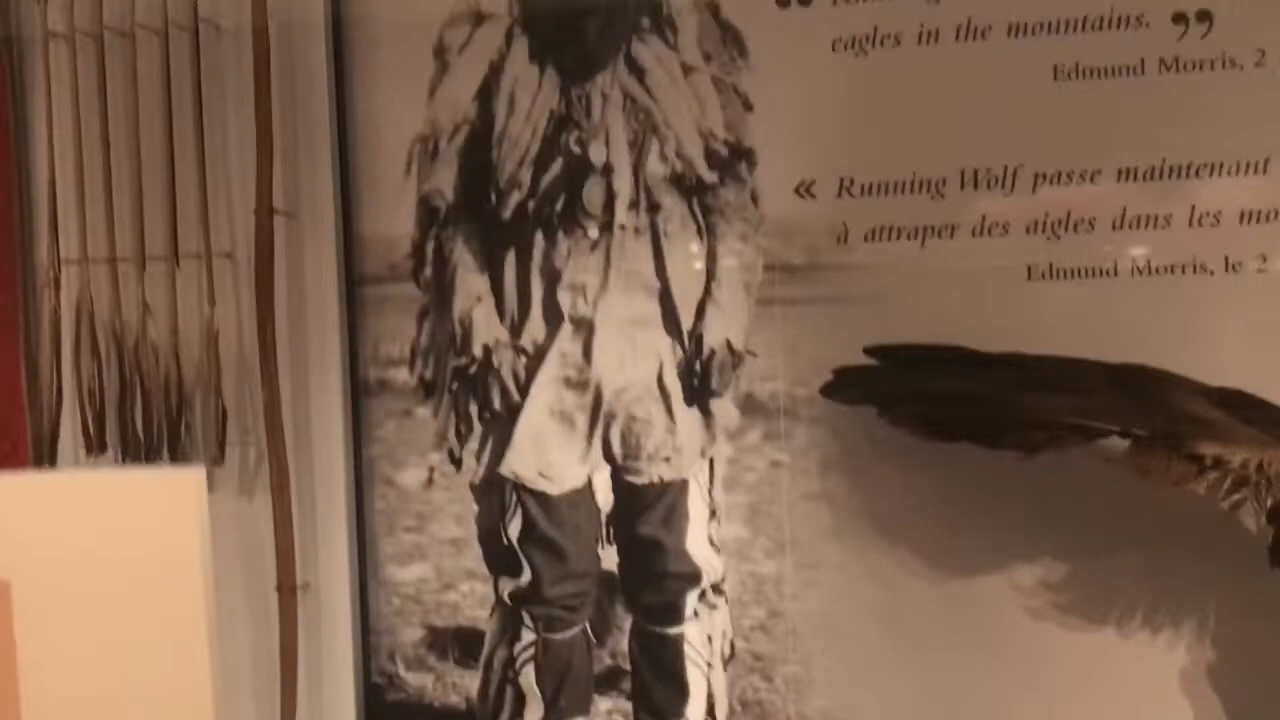 “
eagles in the mountains. ”
Edmund Morris, 2
« Running Wolf passe maintenant
à attraper des aigles dans les mo
Edmund Morris, le 2